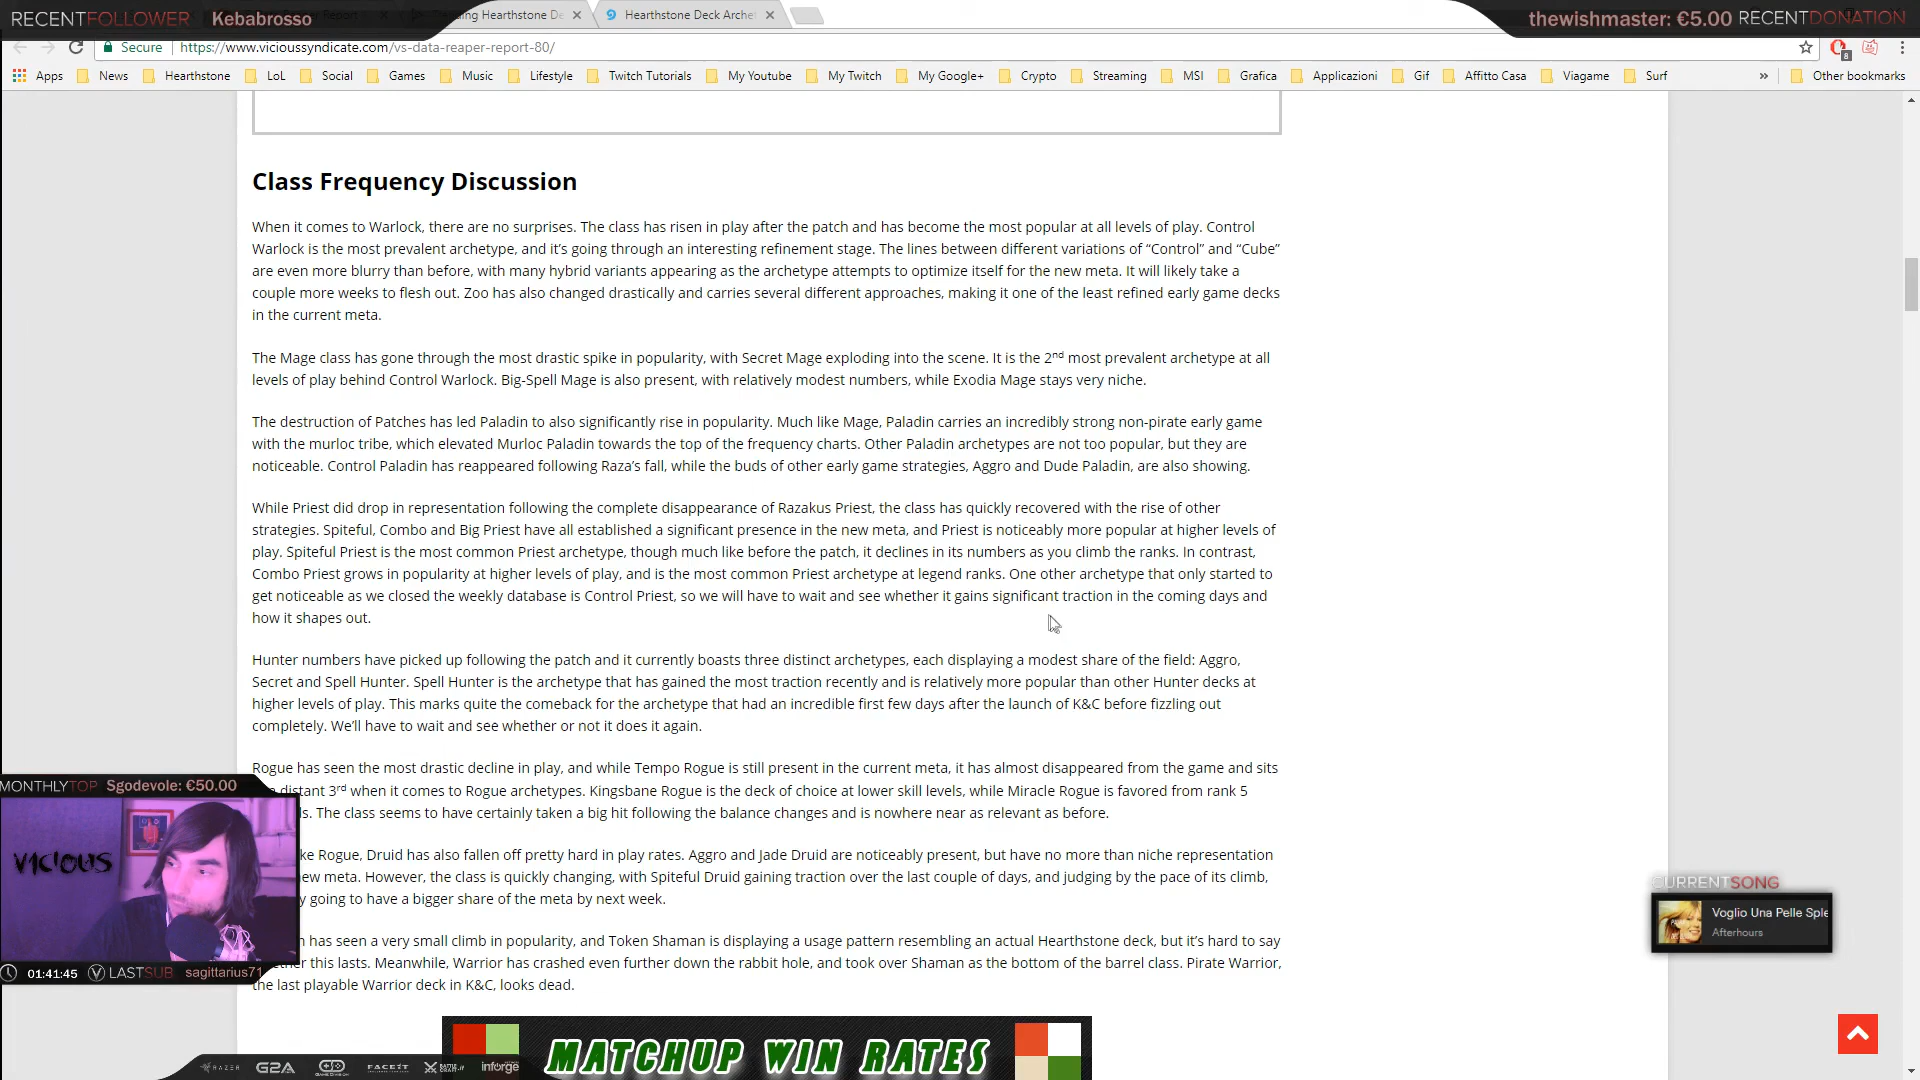 RECENTFOLLOWER Kebabrosso
Hearthstone De
Hearthstone Deck Archet
thewishmaster: €5.00 RECENTDONATION
Secure https://www.vicioussyndicate.com/vs-data-reaper-report-80/
8
Apps News Hearthstone LoL Social Games Music Lifestyle Twitch Tutorials My Youtube My Twitch My Google+ Crypto Streaming MSI Grafica Applicazioni Gif Affitto Casa Viagame Surf » Other bookmarks
Class Frequency Discussion
When it comes to Warlock, there are no surprises. The class has risen in play after the patch and has become the most popular at all levels of play. Control
Warlock is the most prevalent archetype, and it's going through an interesting refinement stage. The lines between different variations of “Control” and “Cube”
are even more blurry than before, with many hybrid variants appearing as the archetype attempts to optimize itself for the new meta. It will likely take a
couple more weeks to flesh out. Zoo has also changed drastically and carries several different approaches, making it one of the least refined early game decks
in the current meta.
The Mage class has gone through the most drastic spike in popularity, with Secret Mage exploding into the scene. It is the 2nd most prevalent archetype at all
levels of play behind Control Warlock. Big-Spell Mage is also present, with relatively modest numbers, while Exodia Mage stays very niche.
The destruction of Patches has led Paladin to also significantly rise in popularity. Much like Mage, Paladin carries an incredibly strong non-pirate early game
with the murloc tribe, which elevated Murloc Paladin towards the top of the frequency charts. Other Paladin archetypes are not too popular, but they are
noticeable. Control Paladin has reappeared following Raza's fall, while the buds of other early game strategies, Aggro and Dude Paladin, are also showing.
While Priest did drop in representation following the complete disappearance of Razakus Priest, the class has quickly recovered with the rise of other
strategies. Spiteful, Combo and Big Priest have all established a significant presence in the new meta, and Priest is noticeably more popular at higher levels of
play. Spiteful Priest is the most common Priest archetype, though much like before the patch, it declines in its numbers as you climb the ranks. In contrast,
Combo Priest grows in popularity at higher levels of play, and is the most common Priest archetype at legend ranks. One other archetype that only started to
get noticeable as we closed the weekly database is Control Priest, so we will have to wait and see whether it gains significant traction in the coming days and
how it shapes out.
Hunter numbers have picked up following the patch and it currently boasts three distinct archetypes, each displaying a modest share of the field: Aggro,
Secret and Spell Hunter. Spell Hunter is the archetype that has gained the most traction recently and is relatively more popular than other Hunter decks at
higher levels of play. This marks quite the comeback for the archetype that had an incredible first few days after the launch of K&C before fizzling out
completely. We'll have to wait and see whether or not it does it again.
Rogue has seen the most drastic decline in play, and while Tempo Rogue is still present in the current meta, it has almost disappeared from the game and sits
distant 3rd when it comes to Rogue archetypes. Kingsbane Rogue is the deck of choice at lower skill levels, while Miracle Rogue is favored from rank 5
s. The class seems to have certainly taken a big hit following the balance changes and is nowhere near as relevant as before.
ke Rogue, Druid has also fallen off pretty hard in play rates. Aggro and Jade Druid are noticeably present, but have no more than niche representation
new meta. However, the class is quickly changing, with Spiteful Druid gaining traction over the last couple of days, and judging by the pace of its climb,
y going to have a bigger share of the meta by next week.
n has seen a very small climb in popularity, and Token Shaman is displaying a usage pattern resembling an actual Hearthstone deck, but it's hard to say
ther this lasts. Meanwhile, Warrior has crashed even further down the rabbit hole, and took over Shaman as the bottom of the barrel class. Pirate Warrior,
the last playable Warrior deck in K&C, looks dead.
MONTHLYTOP Sgodevole: €50.00
VICIOUS
01:41:45 LASTSUB sagittarius71
CURRENTSONG
Voglio Una Pelle Sple
Afterhours
MATCHUP WIN RATES
RAZER G2A FACEIT inforge